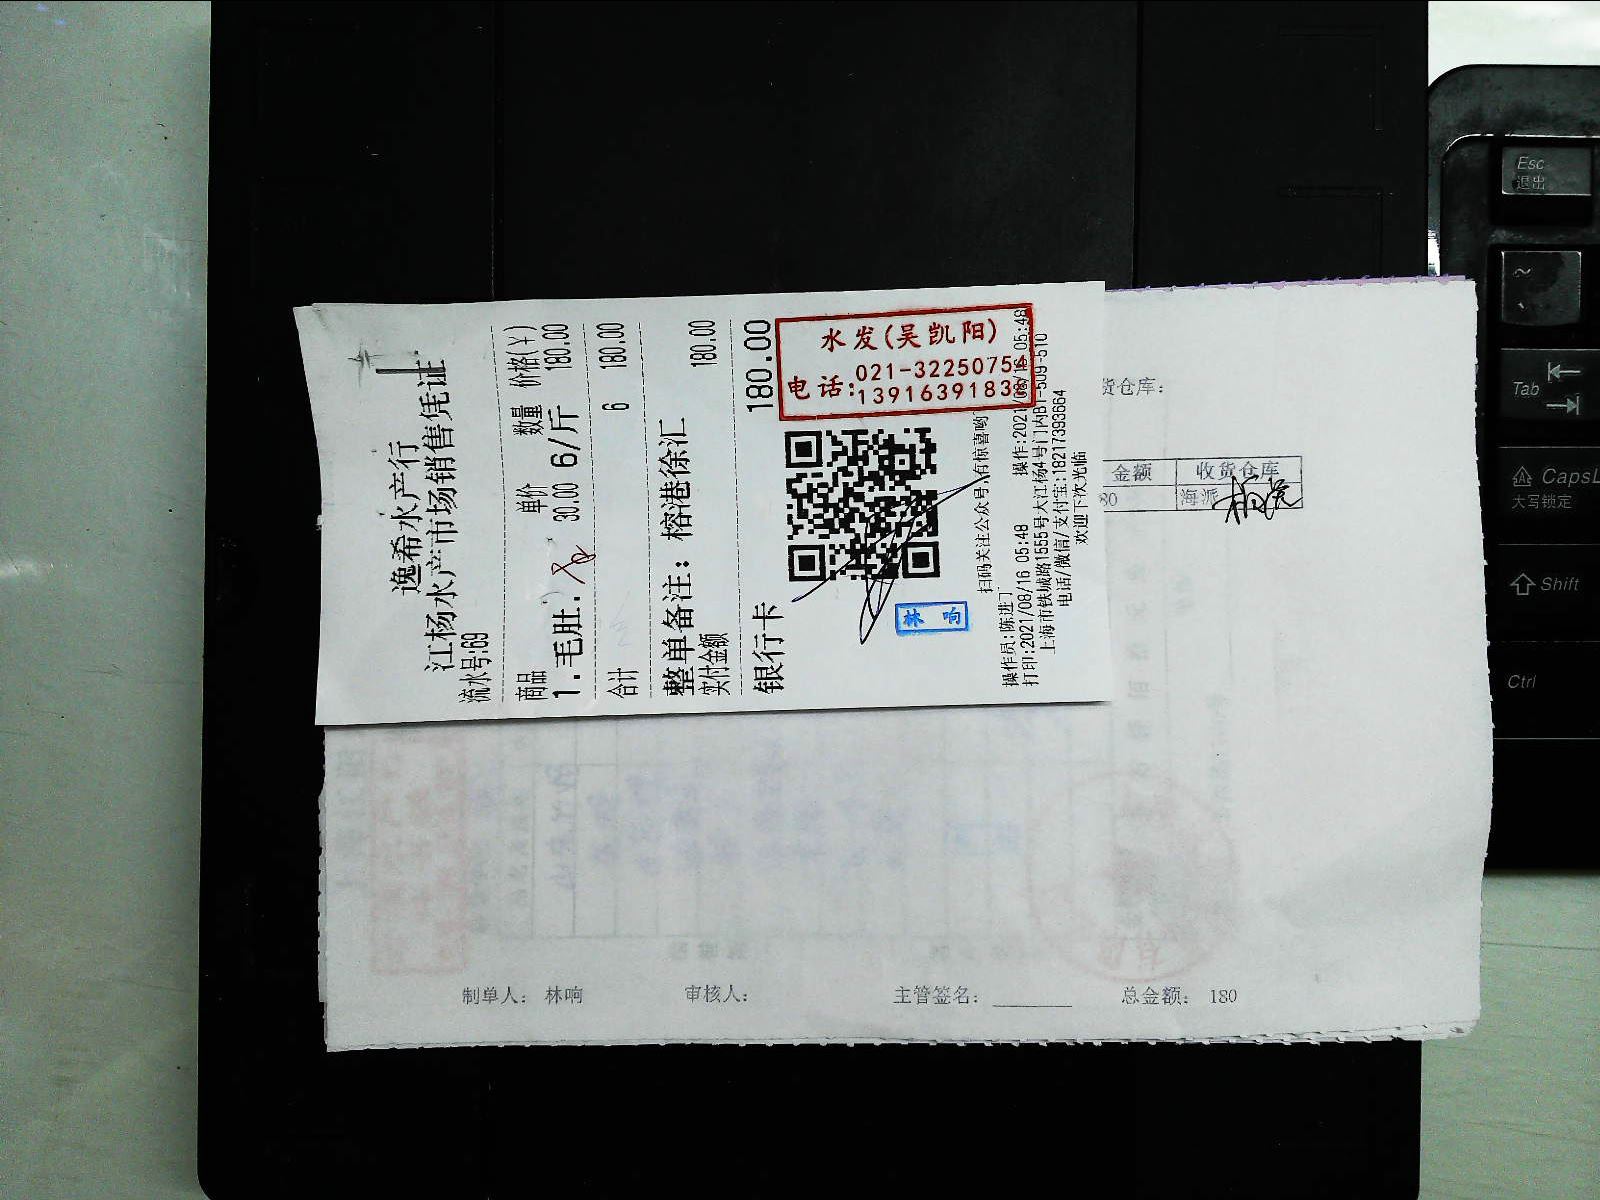 逸希水产行
江杨水产市场销售凭证
流水号:69
商品 单价 数量 价格(¥)
1.毛肚. 30.00 6/斤 180.00
合计 6 180.00
整单备注：榕港徐汇
实付金额 180.00
银行卡 180.00
水发(吴凯阳)
电话:021-3225075
1391639183
林响
扫码关注公众号,有惊喜哟
操作员:陈进 操作:2021/08/16 05:48
打印:2021/08/16 05:48
上海市铁城路1555号大江杨4号门内B1-509-510
电话/微信/支付宝:18217393664
欢迎下次光临
货仓库：
金额 收货仓库
80 海派
制单人： 林响 审核人： 主管签名： 总金额： 180
Esc
退出
~
Tab
CapsL
大写锁定
Shift
Ctrl